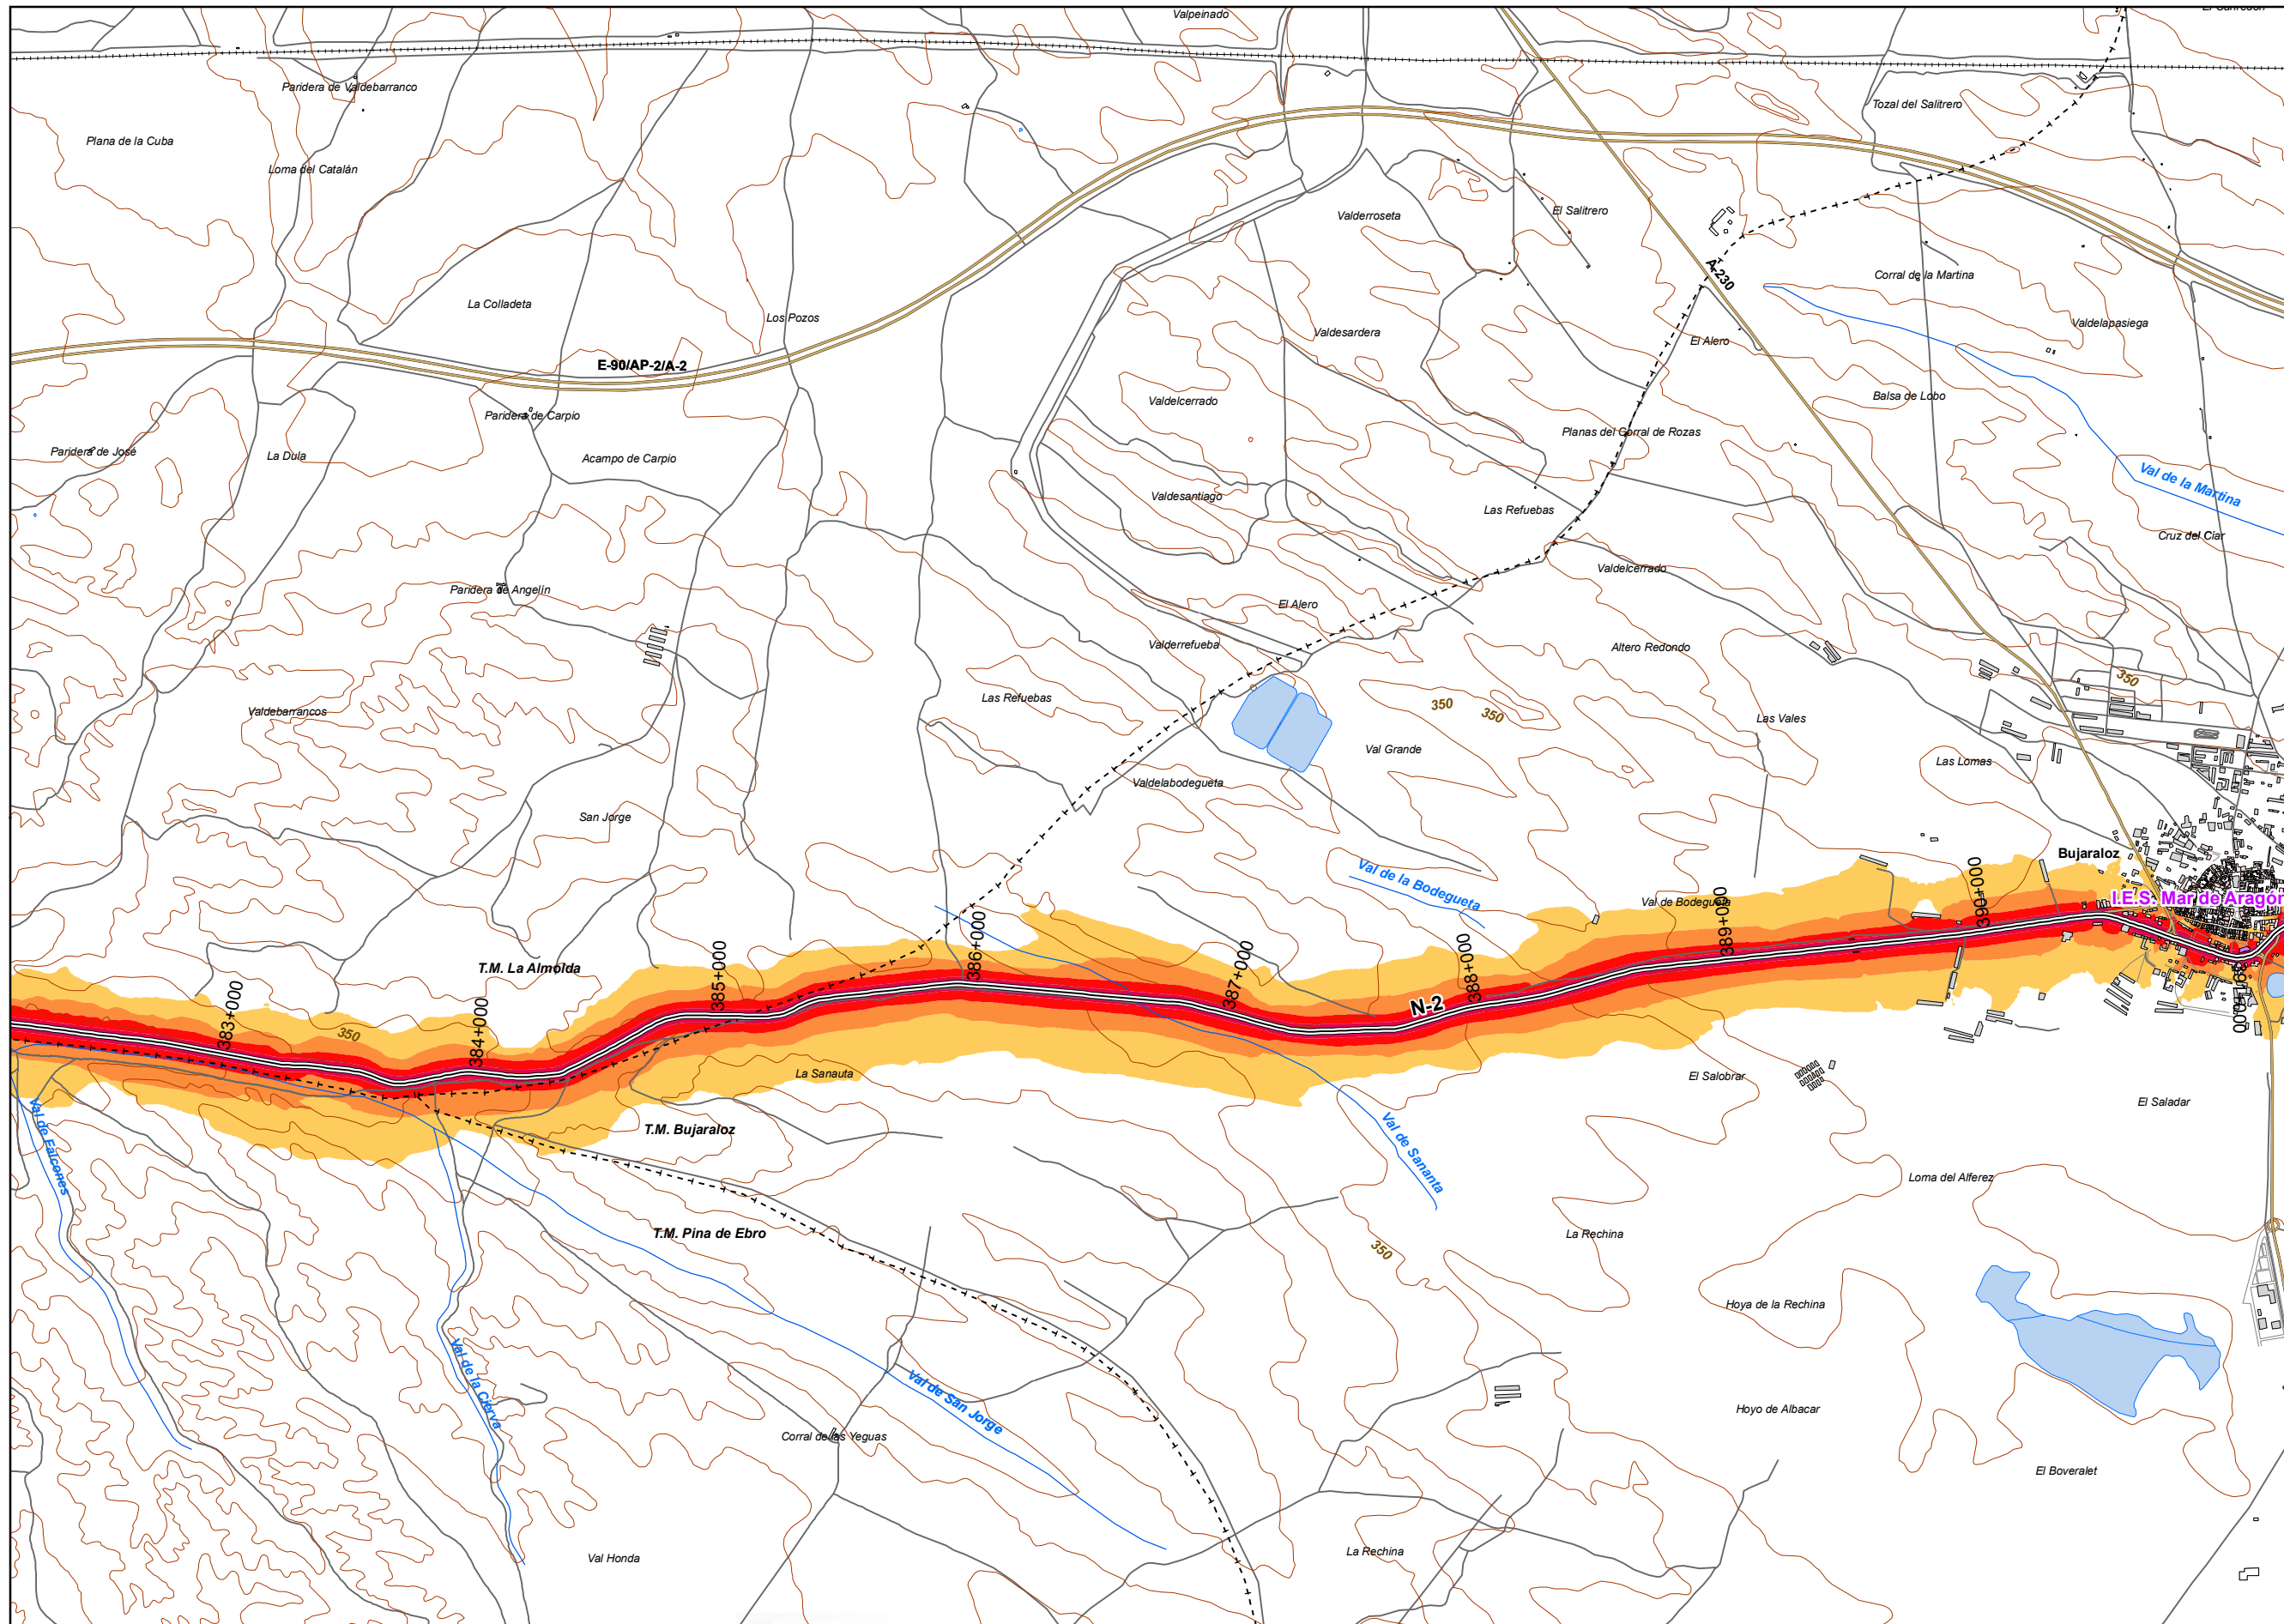 Valpeinado
Paridera de Valdebarranco
Tozal del Salitrero
Plana de la Cuba
Loma del Catalán
Valderroseta
El Salitrero
A-230
Corral de la Martina
La Colladeta
Los Pozos
Valdesardera
Valdelapasiega
El Alero
E-90/AP-2/A-2
Valdelcerrado
Balsa de Lobo
Paridera de Carpio
Planas del Corral de Rozas
Paridera de José
La Dula
Acampo de Carpio
Val de la Martina
Valdesantiago
Las Refuebas
Cruz del Ciar
Valdelcerrado
Paridera de Angelín
El Alero
Valderrefueba
Altero Redondo
350
Las Refuebas
350
350
Valdebarrancos
Las Vales
Val Grande
Las Lomas
Valdelabodegueta
San Jorge
Bujaraloz
Val de la Bodegueta
I.E.S. Mar de Aragón
Val de Bodegueta
390+000
389+000
386+000
388+000
385+000
387+000
T.M. La Almolda
391+000
383+000
N-2
384+000
350
La Sanauta
El Salobrar
El Saladar
T.M. Bujaraloz
Val de Falcones
Val de Sananta
Loma del Alferez
T.M. Pina de Ebro
La Rechina
350
Hoya de la Rechina
Val de la Cierva
Val de San Jorge
Hoyo de Albacar
Corral de las Yeguas
El Boveralet
La Rechina
Val Honda